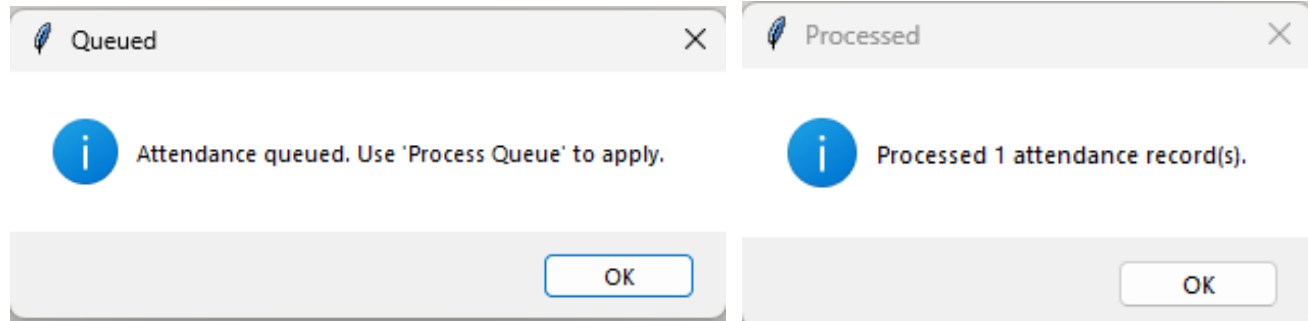 Queued
Attendance queued. Use 'Process Queue' to apply.
OK
Processed
Processed 1 attendance record(s).
OK